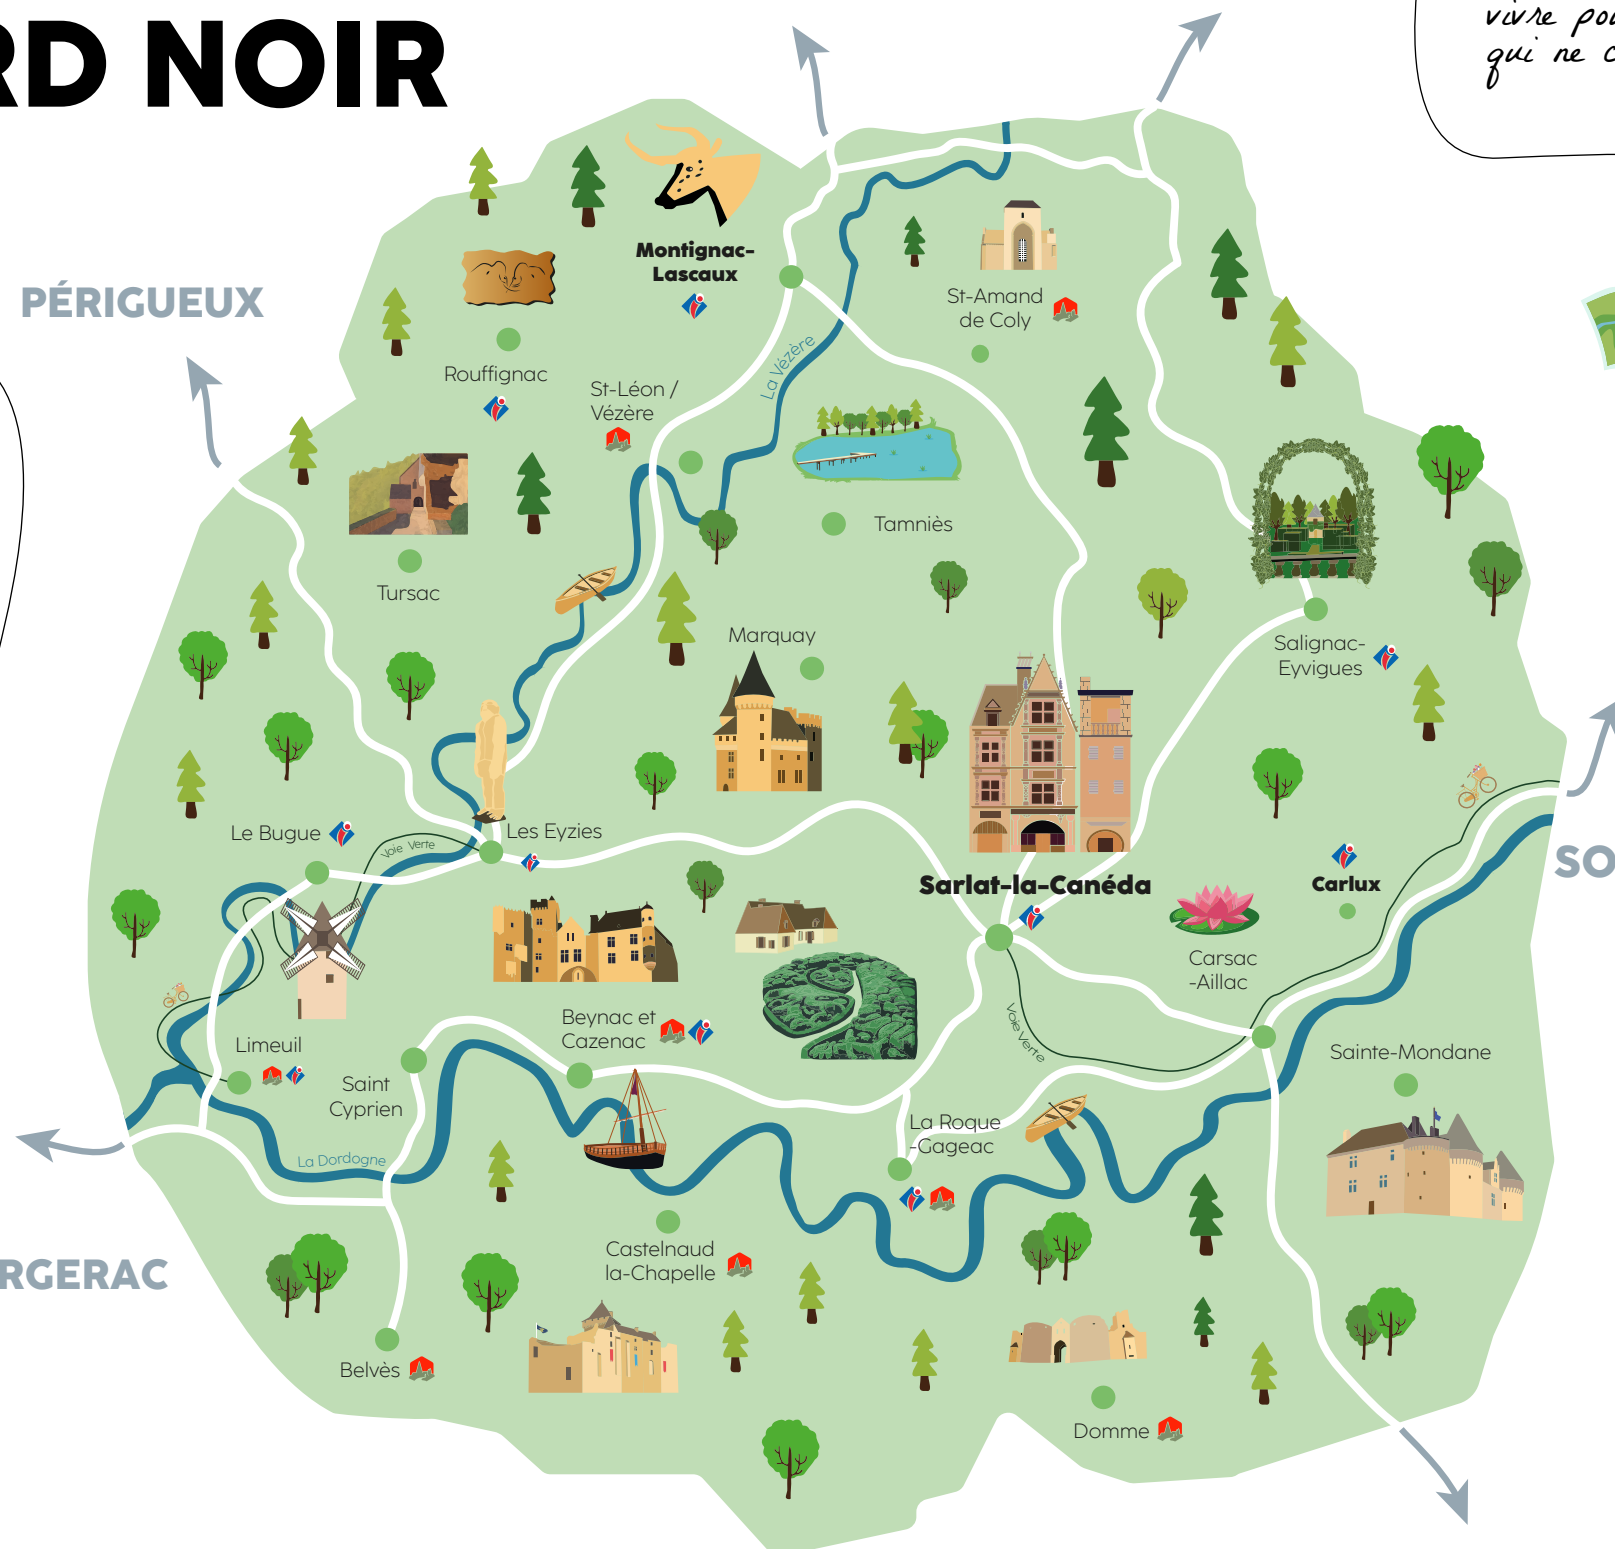 RD NOIR
vivre pou
qui ne c
PÉRIGUEUX
Montignac-
Lascaux
St-Amand
de Coly
Rouffignac
St-Léon /
Vézère
La Vézère
Tamniès
Tursac
Marquay
Salignac-
Eyvigues
Le Bugue
Voie Verte
Les Eyzies
Sarlat-la-Canéda
Carlux
SO
Carsac
-Aillac
Beynac et
Cazenac
Voie Verte
Limeuil
Saint
Cyprien
Sainte-Mondane
La Roque
-Gageac
La Dordogne
Castelnaud
la-Chapelle
RGERAC
Belvès
Domme